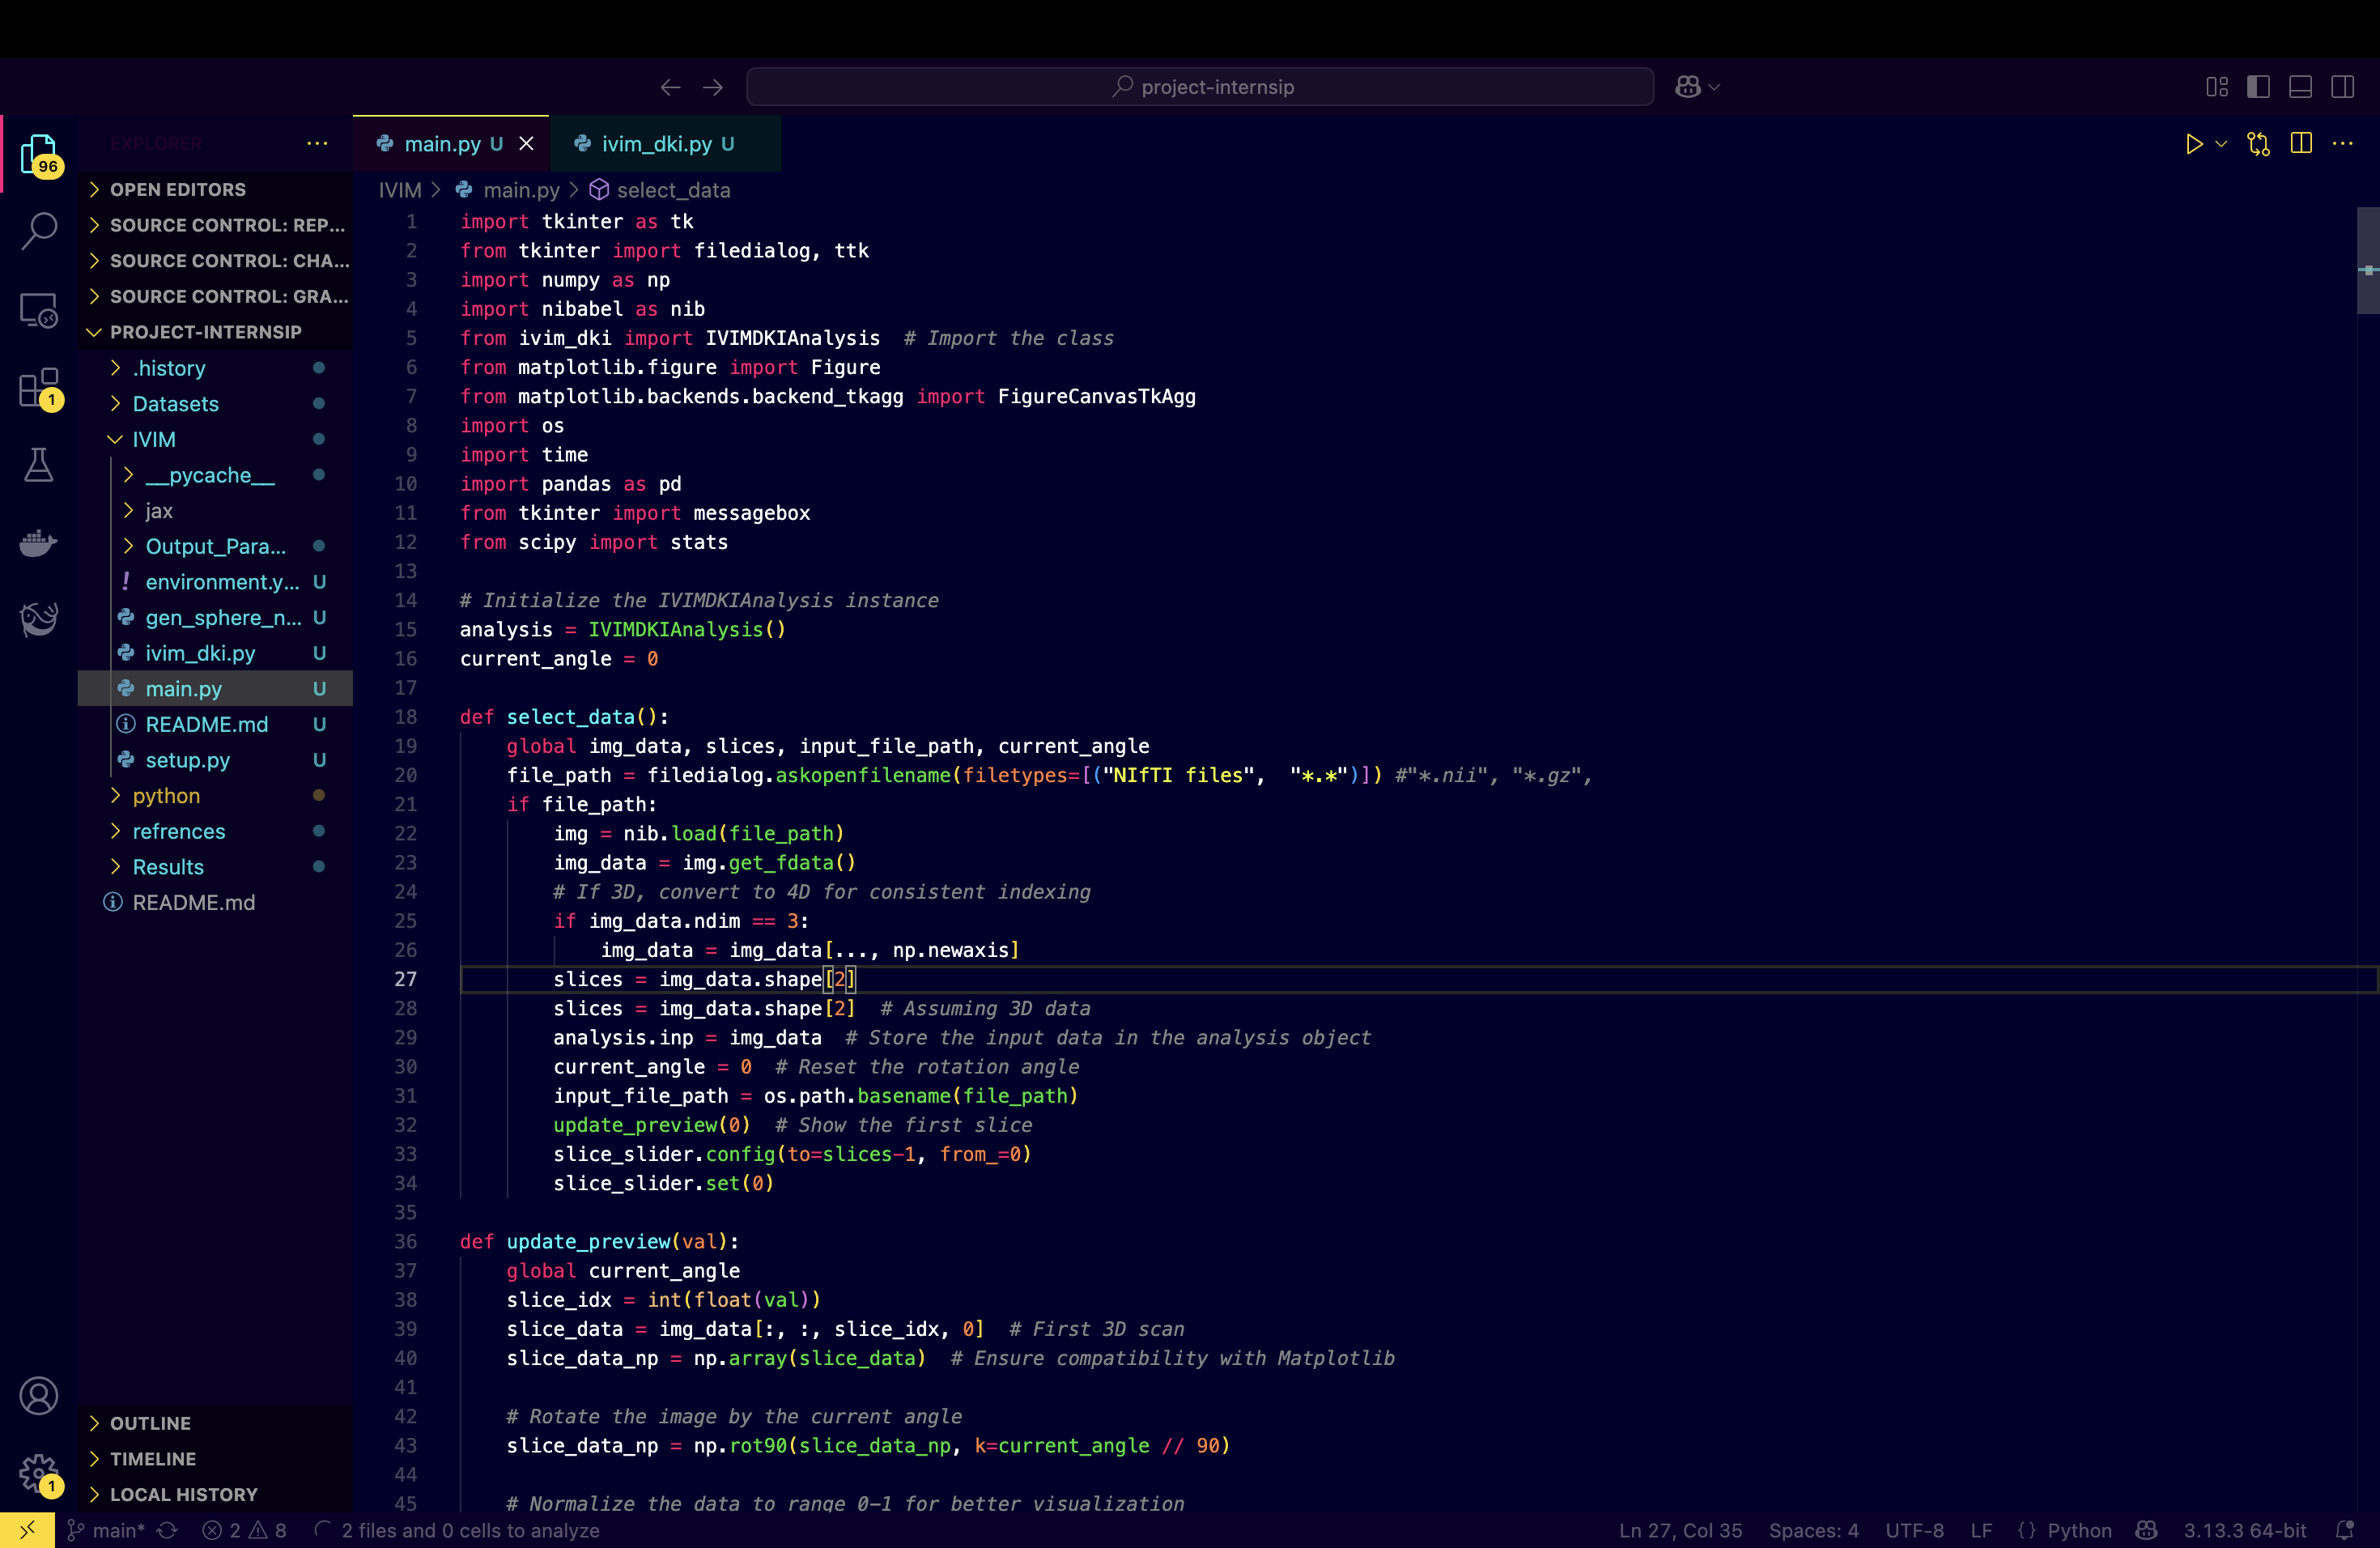 project-internsip
EXPLORER
96
main.py U
ivim_dki.py U
OPEN EDITORS
SOURCE CONTROL: REP...
SOURCE CONTROL: CHA...
SOURCE CONTROL: GRA...
PROJECT-INTERNSIP
.history
Datasets
1
IVIM
__pycache__
jax
Output_Para...
environment.y... U
gen_sphere_n... U
ivim_dki.py U
main.py U
README.md U
setup.py U
python
refrences
Results
README.md
OUTLINE
TIMELINE
1
LOCAL HISTORY
IVIM > main.py > select_data
1 import tkinter as tk
2 from tkinter import filedialog, ttk
3 import numpy as np
4 import nibabel as nib
5 from ivim_dki import IVIMDKIAnalysis  # Import the class
6 from matplotlib.figure import Figure
7 from matplotlib.backends.backend_tkagg import FigureCanvasTkAgg
8 import os
9 import time
10 import pandas as pd
11 from tkinter import messagebox
12 from scipy import stats
13
14 # Initialize the IVIMDKIAnalysis instance
15 analysis = IVIMDKIAnalysis()
16 current_angle = 0
17
18 def select_data():
19     global img_data, slices, input_file_path, current_angle
20     file_path = filedialog.askopenfilename(filetypes=[("NIfTI files",  "*.*")]) #"*.nii", "*.gz",
21     if file_path:
22         img = nib.load(file_path)
23         img_data = img.get_fdata()
24         # If 3D, convert to 4D for consistent indexing
25         if img_data.ndim == 3:
26             img_data = img_data[..., np.newaxis]
27         slices = img_data.shape[2]
28         slices = img_data.shape[2]  # Assuming 3D data
29         analysis.inp = img_data  # Store the input data in the analysis object
30         current_angle = 0  # Reset the rotation angle
31         input_file_path = os.path.basename(file_path)
32         update_preview(0)  # Show the first slice
33         slice_slider.config(to=slices-1, from_=0)
34         slice_slider.set(0)
35
36 def update_preview(val):
37     global current_angle
38     slice_idx = int(float(val))
39     slice_data = img_data[:, :, slice_idx, 0]  # First 3D scan
40     slice_data_np = np.array(slice_data)  # Ensure compatibility with Matplotlib
41
42     # Rotate the image by the current angle
43     slice_data_np = np.rot90(slice_data_np, k=current_angle // 90)
44
45     # Normalize the data to range 0-1 for better visualization
main* 2 8 2 files and 0 cells to analyze Ln 27, Col 35 Spaces: 4 UTF-8 LF {} Python 3.13.3 64-bit